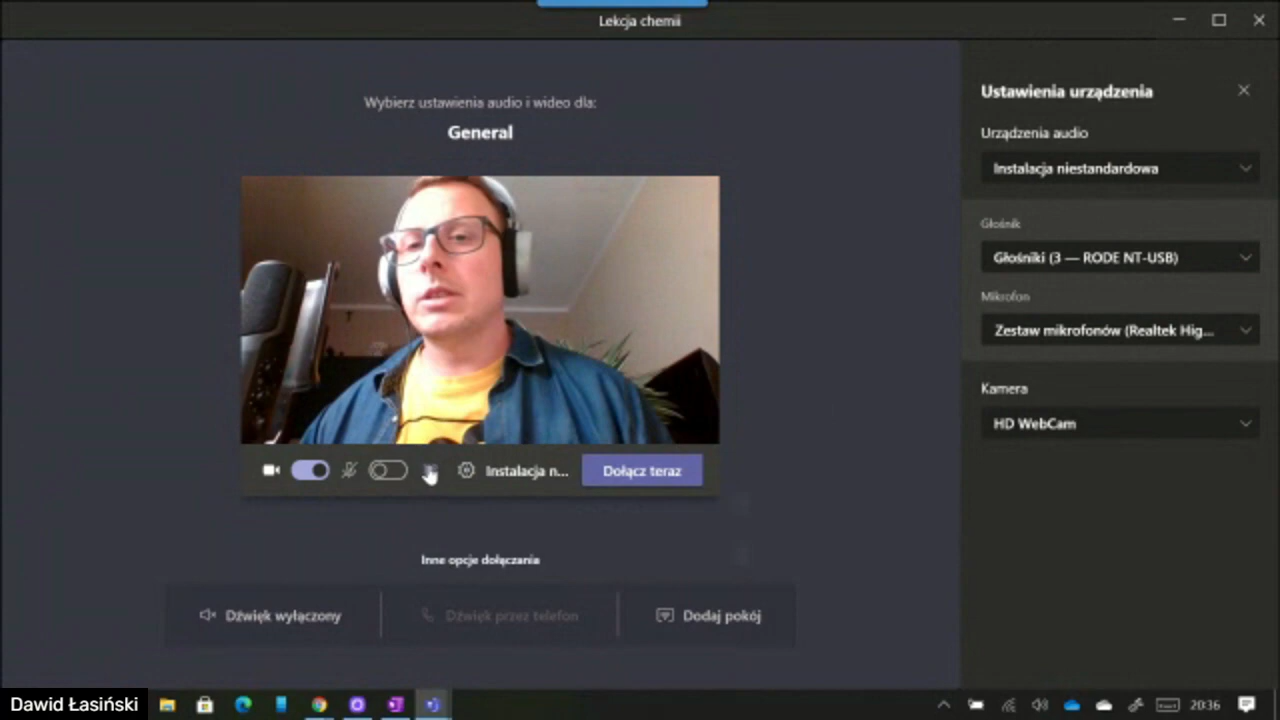 Lekcja chemii
Wybierz ustawienia audio i wideo dla:
General
Instalacja n...
Dołącz teraz
Inne opcje dołączania
Dźwięk wyłączony
Dźwięk przez telefon
Dodaj pokój
Ustawienia urządzenia
Urządzenia audio
Instalacja niestandardowa
Głośnik
Głośniki (3 — RODE NT-USB)
Mikrofon
Zestaw mikrofonów (Realtek Hig...
Kamera
HD WebCam
Dawid Łasiński
20:36